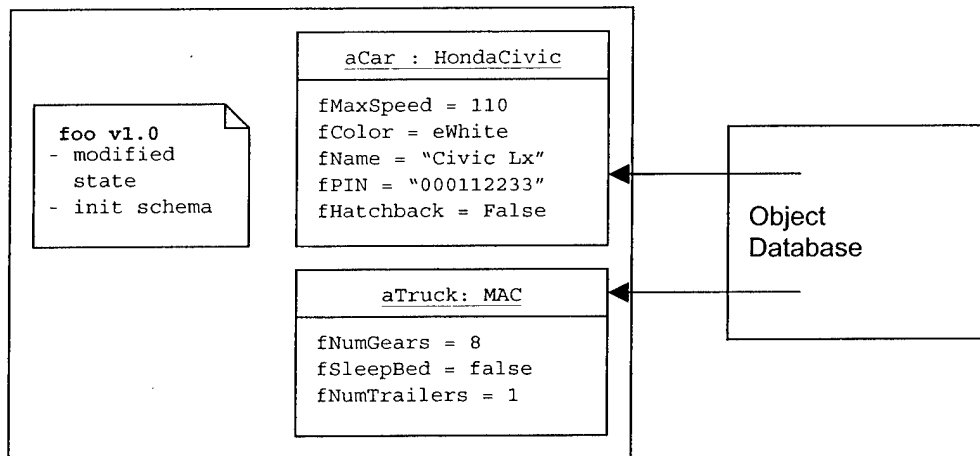 foo v1.0
- modified
state
- init schema
aCar : HondaCivic
fMaxSpeed = 110
fColor = eWhite
fName = “Civic Lx”
fPIN = “000112233”
fHatchback = False
aTruck: MAC
fNumGears = 8
fSleepBed = false
fNumTrailers = 1
Object
Database